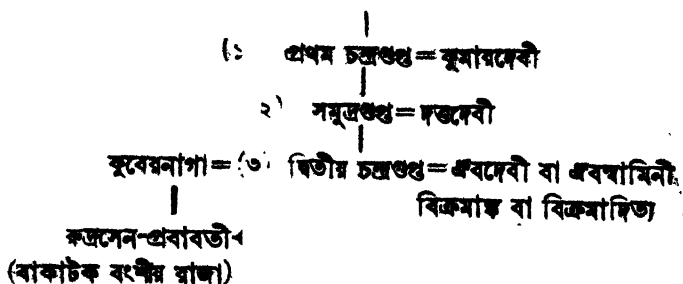 (১ প্রথম চন্দ্রগুপ্ত = কুমারদেবী
২) সমুদ্রগুপ্ত = দত্তদেবী
কুবেরনাগা = (৩) দ্বিতীয় চন্দ্রগুপ্ত = ধ্রুবদেবী বা ধ্রুবস্বামিনী
বিক্রমাঙ্ক বা বিক্রমাদিত্য
রুদ্রসেন-প্রবাবতী
(বাকাটক বংশীয় রাজা)